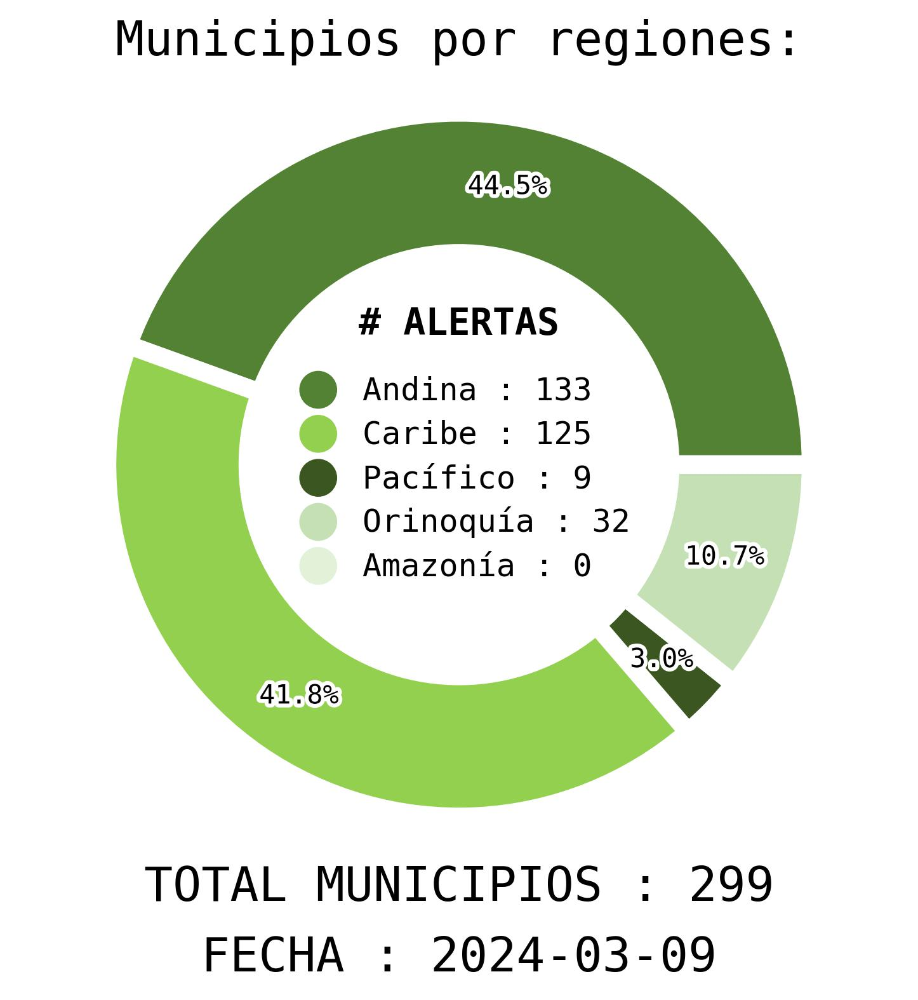 Municipios por regiones:
44.5%
# ALERTAS
Andina : 133
Caribe : 125
Pacífico : 9
Orinoquía : 32
Amazonía : 0
10.7%
3.0%
41.8%
TOTAL MUNICIPIOS : 299
FECHA : 2024-03-09